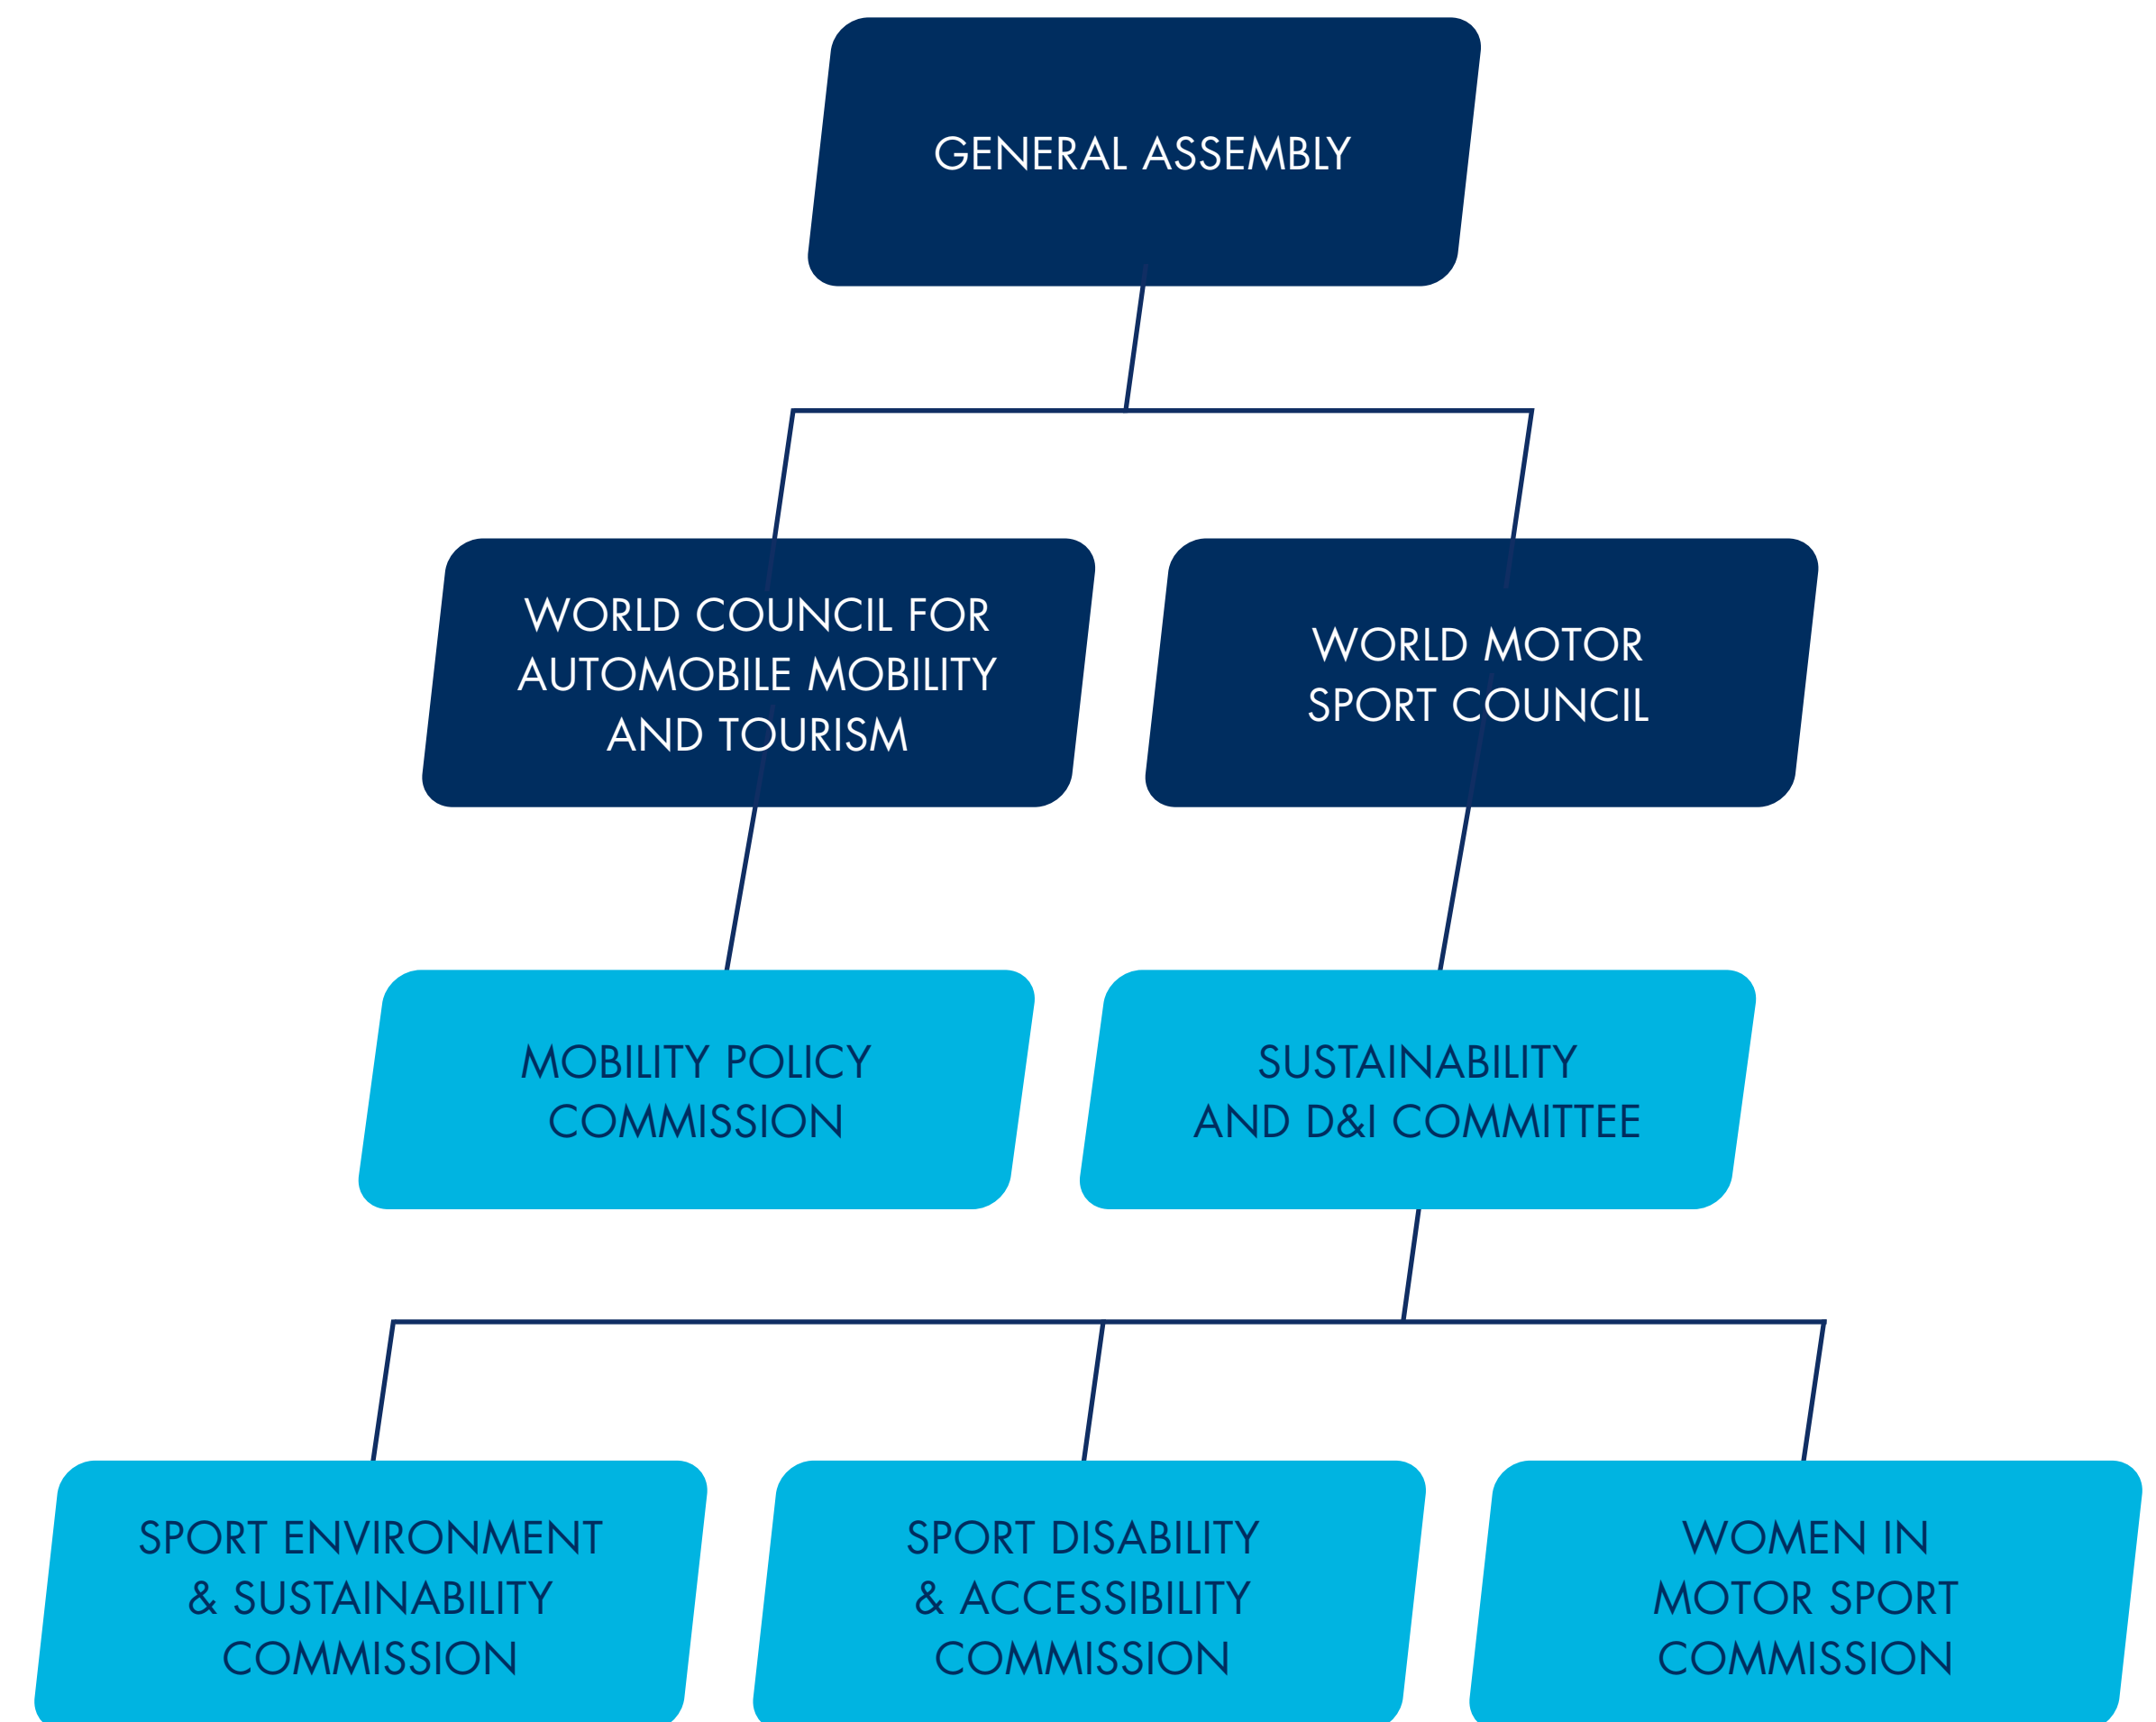 GENERAL ASSEMBLY
WORLD COUNCIL FOR
AUTOMOBILE MOBILITY
AND TOURISM
WORLD MOTOR
SPORT COUNCIL
MOBILITY POLICY
COMMISSION
SUSTAINABILITY
AND D&I COMMITTEE
SPORT ENVIRONMENT
& SUSTAINABILITY
COMMISSION
SPORT DISABILITY
& ACCESSIBILITY
COMMISSION
WOMEN IN
MOTOR SPORT
COMMISSION